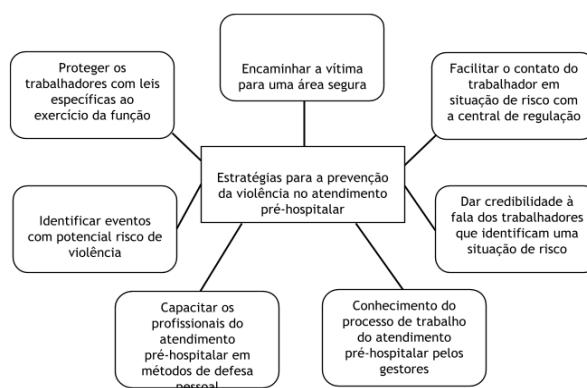 Encaminhar a vítima
para uma área segura
Proteger os
trabalhadores com leis
específicas ao
exercício da função
Facilitar o contato do
trabalhador em
situação de risco com
a central de regulação
Estratégias para a prevenção
da violência no atendimento
pré-hospitalar
Identificar eventos
com potencial risco de
violência
Dar credibilidade à
fala dos trabalhadores
que identificam uma
situação de risco
Capacitar os
profissionais do
atendimento
pré-hospitalar em
métodos de defesa
pessoal
Conhecimento do
processo de trabalho
do atendimento
pré-hospitalar pelos
gestores